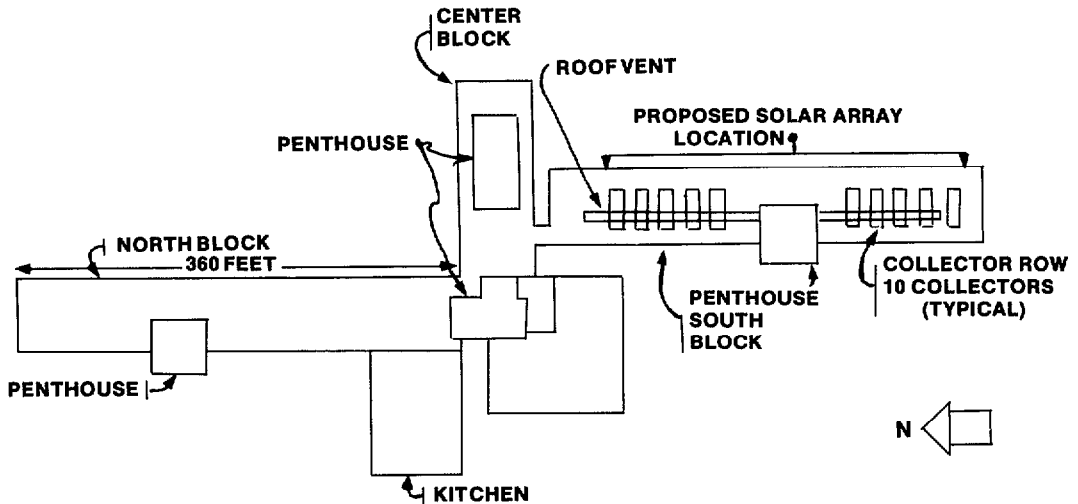 CENTER
BLOCK
ROOF VENT
PROPOSED SOLAR ARRAY
LOCATION
PENTHOUSE
NORTH BLOCK
360 FEET
PENTHOUSE
SOUTH
BLOCK
COLLECTOR ROW
10 COLLECTORS
(TYPICAL)
PENTHOUSE
N
KITCHEN